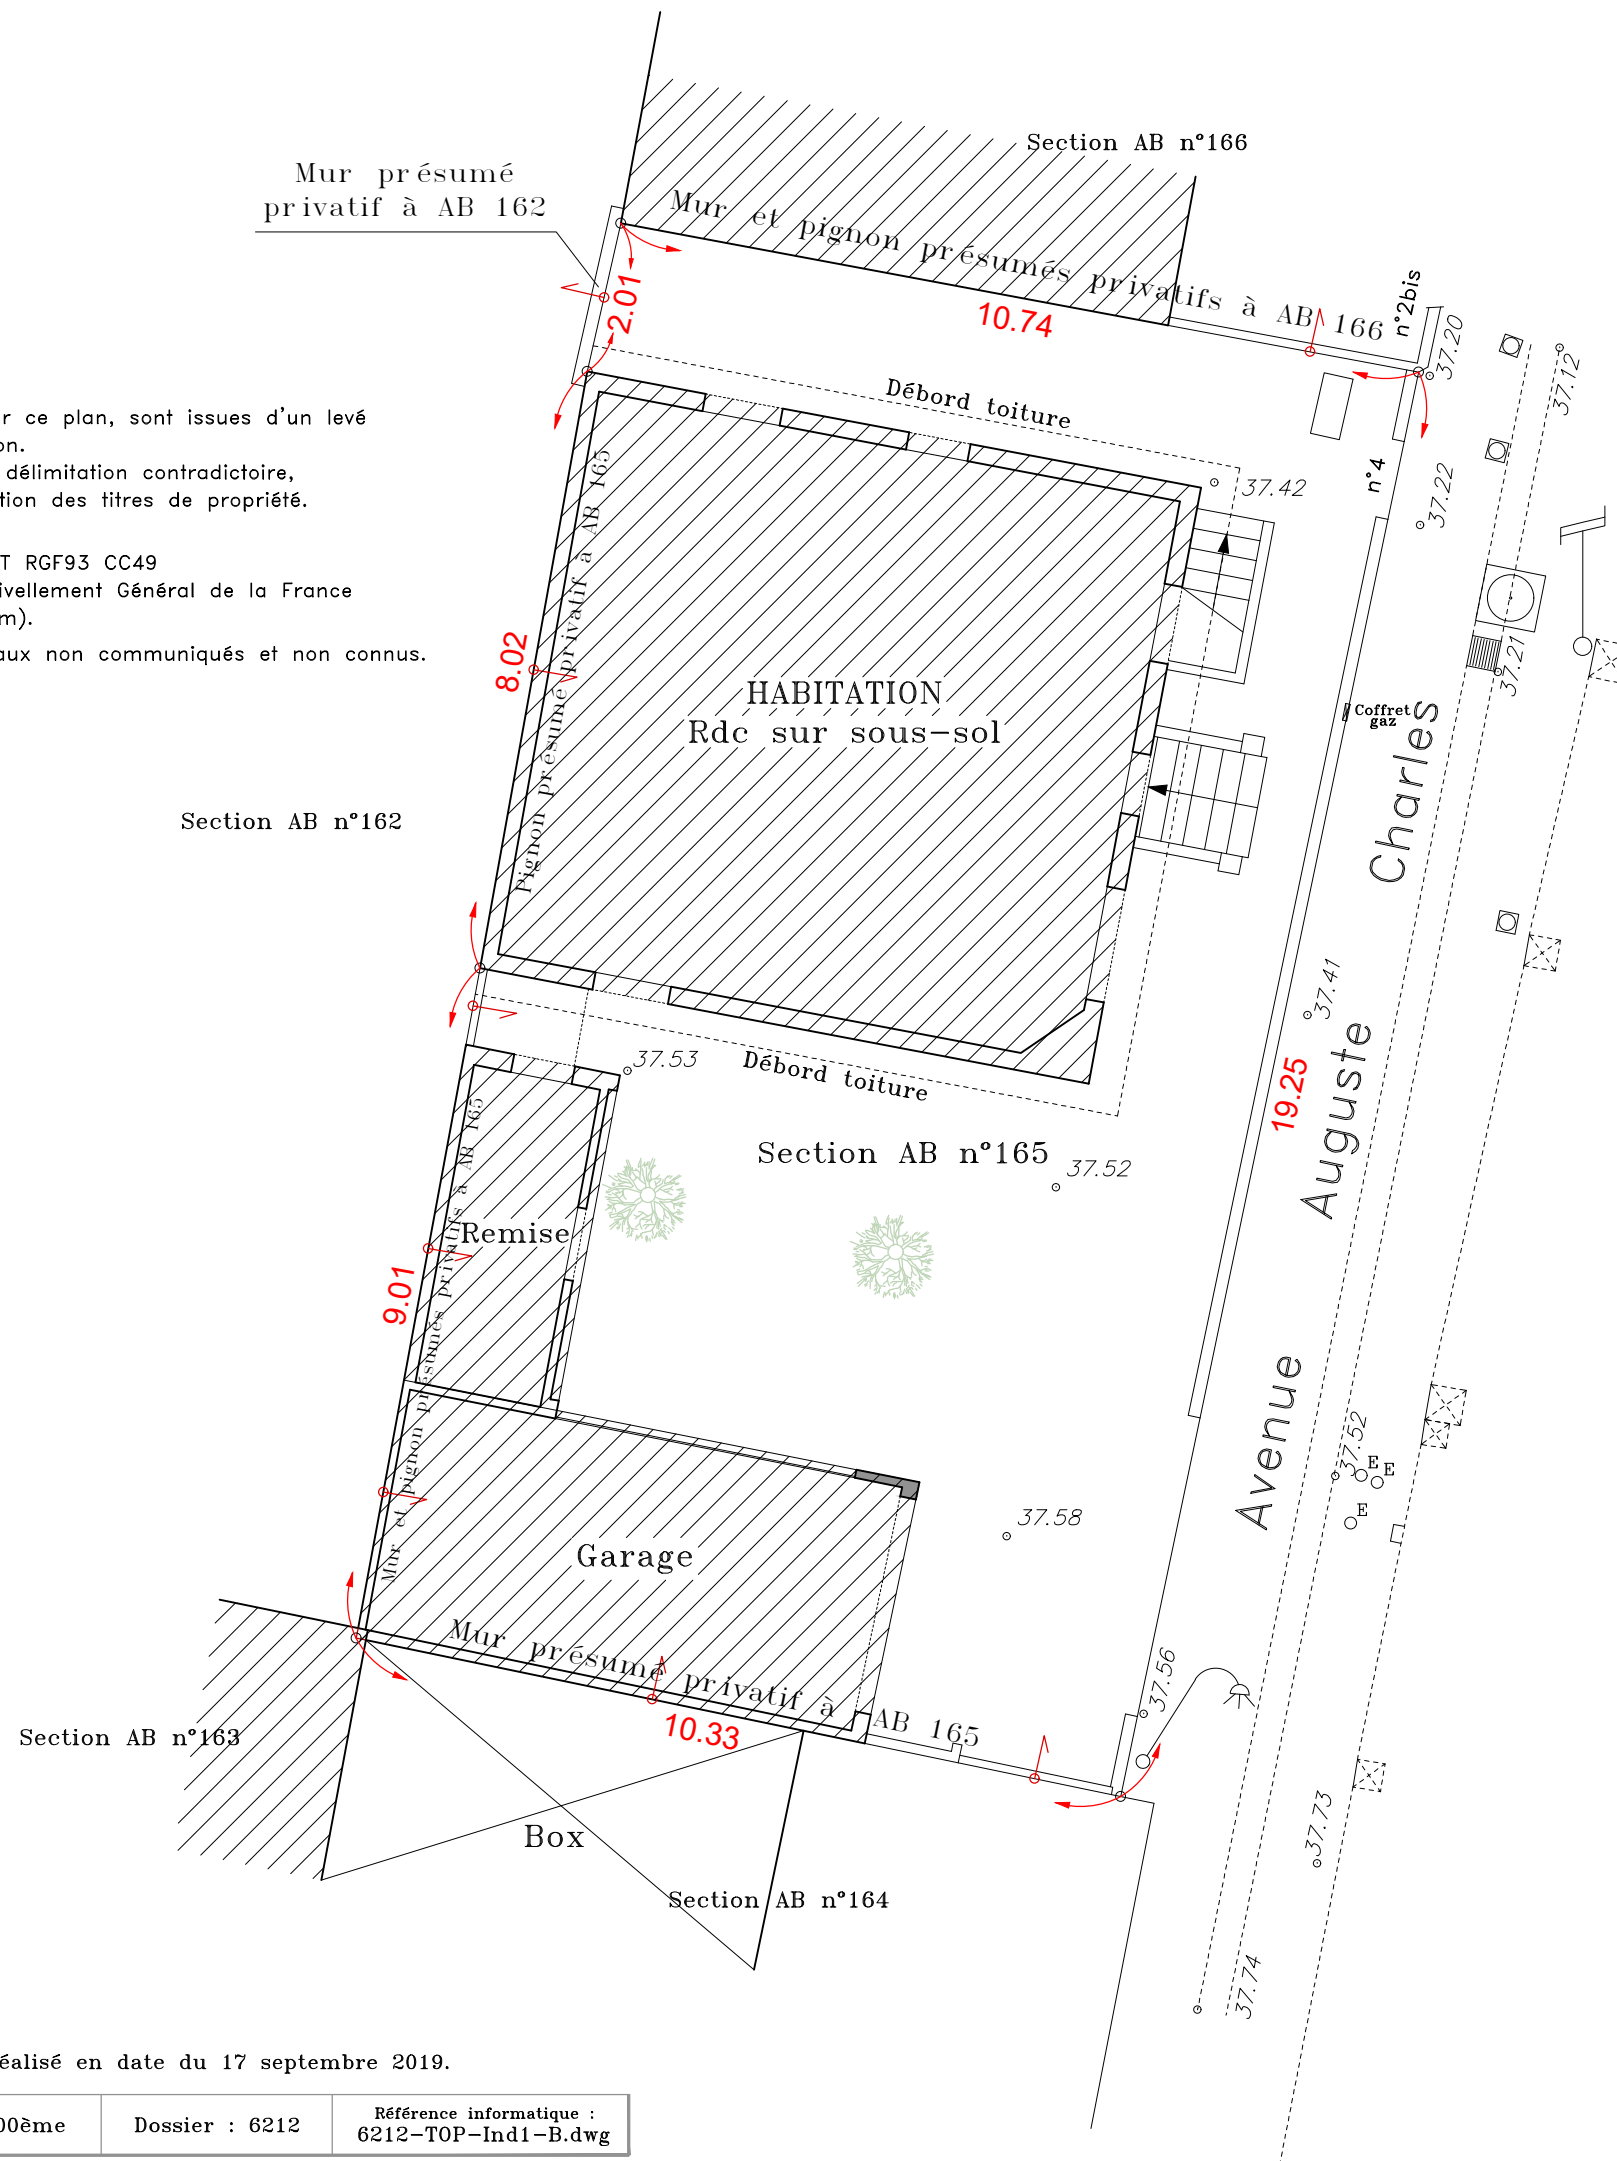 Section AB n°166
Mur présumé
privatif à AB 162
Mur et pignon présumés privatifs à AB 166
n°2bis
2.01
10.74
37.20
37.12
Débord toiture
r ce plan, sont issues d'un levé
on.
délimitation contradictoire,
tion des titres de propriété.
T RGF93 CC49
ivellement Général de la France
m).
aux non communiqués et non connus.
37.42
n°4
37.22
Pignon présumé privatif à AB 165
8.02
HABITATION
Rdc sur sous-sol
37.21
Coffret
gaz
Section AB n°162
Avenue Auguste Charles
37.41
37.53
Débord toiture
19.25
Section AB n°165
37.52
Remise
9.01
Mur et pignon présumés privatifs à AB 165
37.52
E
E
E
37.58
Garage
Mur présumé privatif à AB 165
10.33
37.56
Section AB n°163
Box
37.73
Section AB n°164
37.74
éalisé en date du 17 septembre 2019.
00ème
Dossier : 6212
Référence informatique :
6212-TOP-Ind1-B.dwg